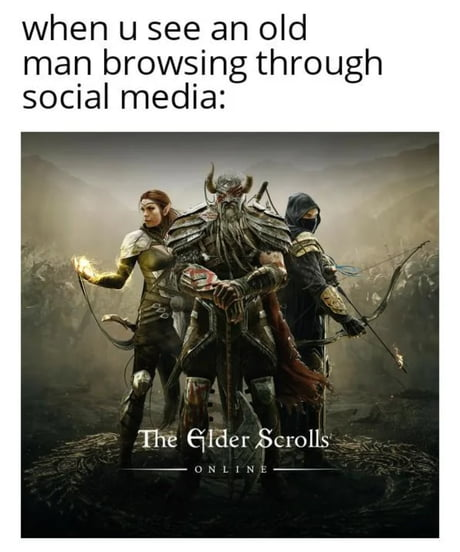 when u see an old
man browsing through
social media:
The Elder Scrolls
ONLINE